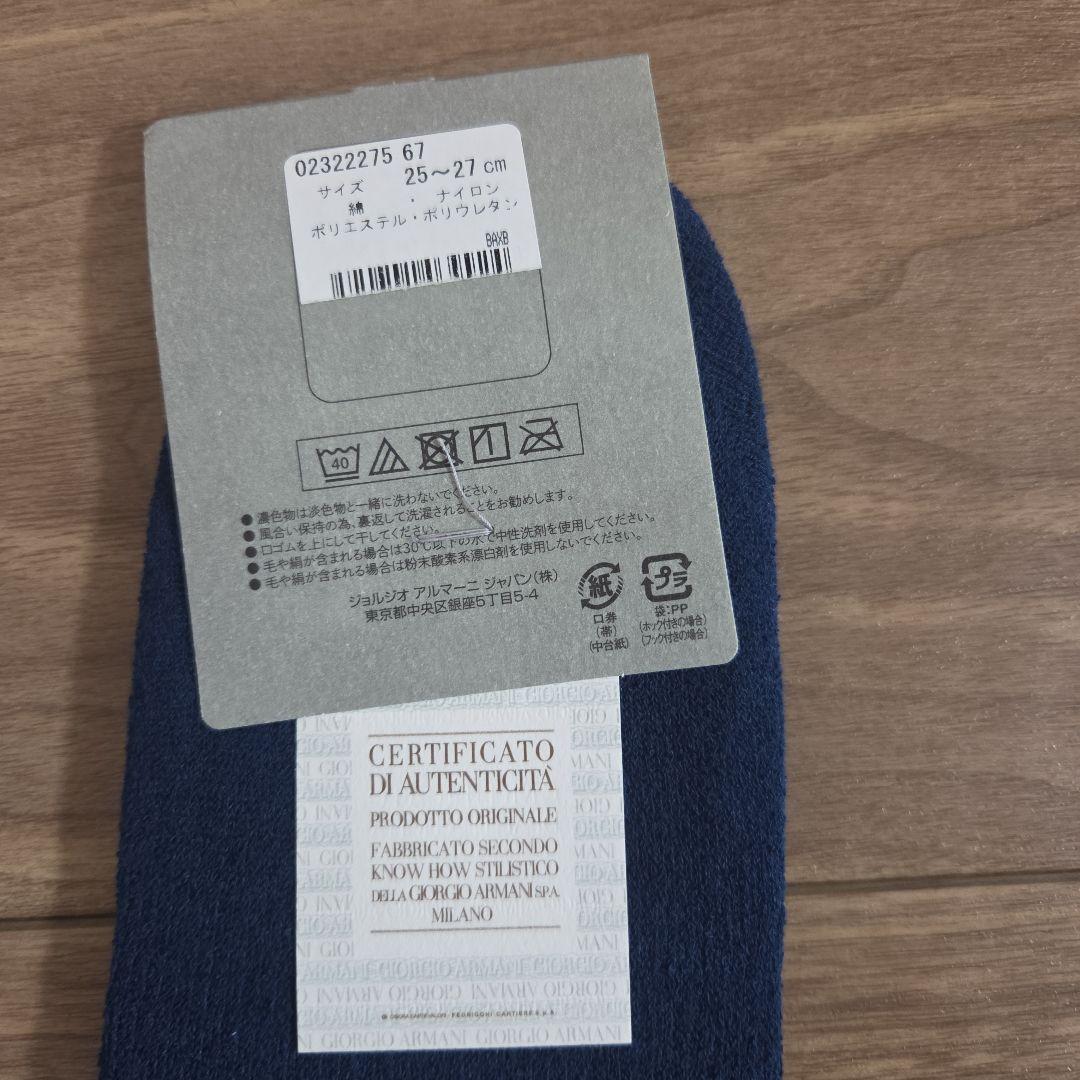 02322275 67
サイズ 25～27 cm
綿 ・ ナイロン
ポリエステル・ポリウレタン
BAXB
40
●濃色物は淡色物と一緒に洗わないでください。
●風合い保持の為、裏返して洗濯されることをお勧めします。
●口ゴムを上にして干してください。
●毛や絹が含まれる場合は30℃以下の水で中性洗剤を使用してください。
●毛や絹が含まれる場合は粉末酸素系漂白剤を使用しないでください。
ジョルジオ アルマーニ ジャパン(株)
東京都中央区銀座5丁目5-4
紙
口券
(帯)
(中台紙)
プラ
袋:PP
(ホック付きの場合)
(フック付きの場合)
CERTIFICATO
DI AUTENTICITÀ
PRODOTTO ORIGINALE
FABBRICATO SECONDO
KNOW HOW STILISTICO
DELLA GIORGIO ARMANI S.P.A.
MILANO
FEDRIGONI CARTIERE S.p.A.
GIORGIO ARMANI